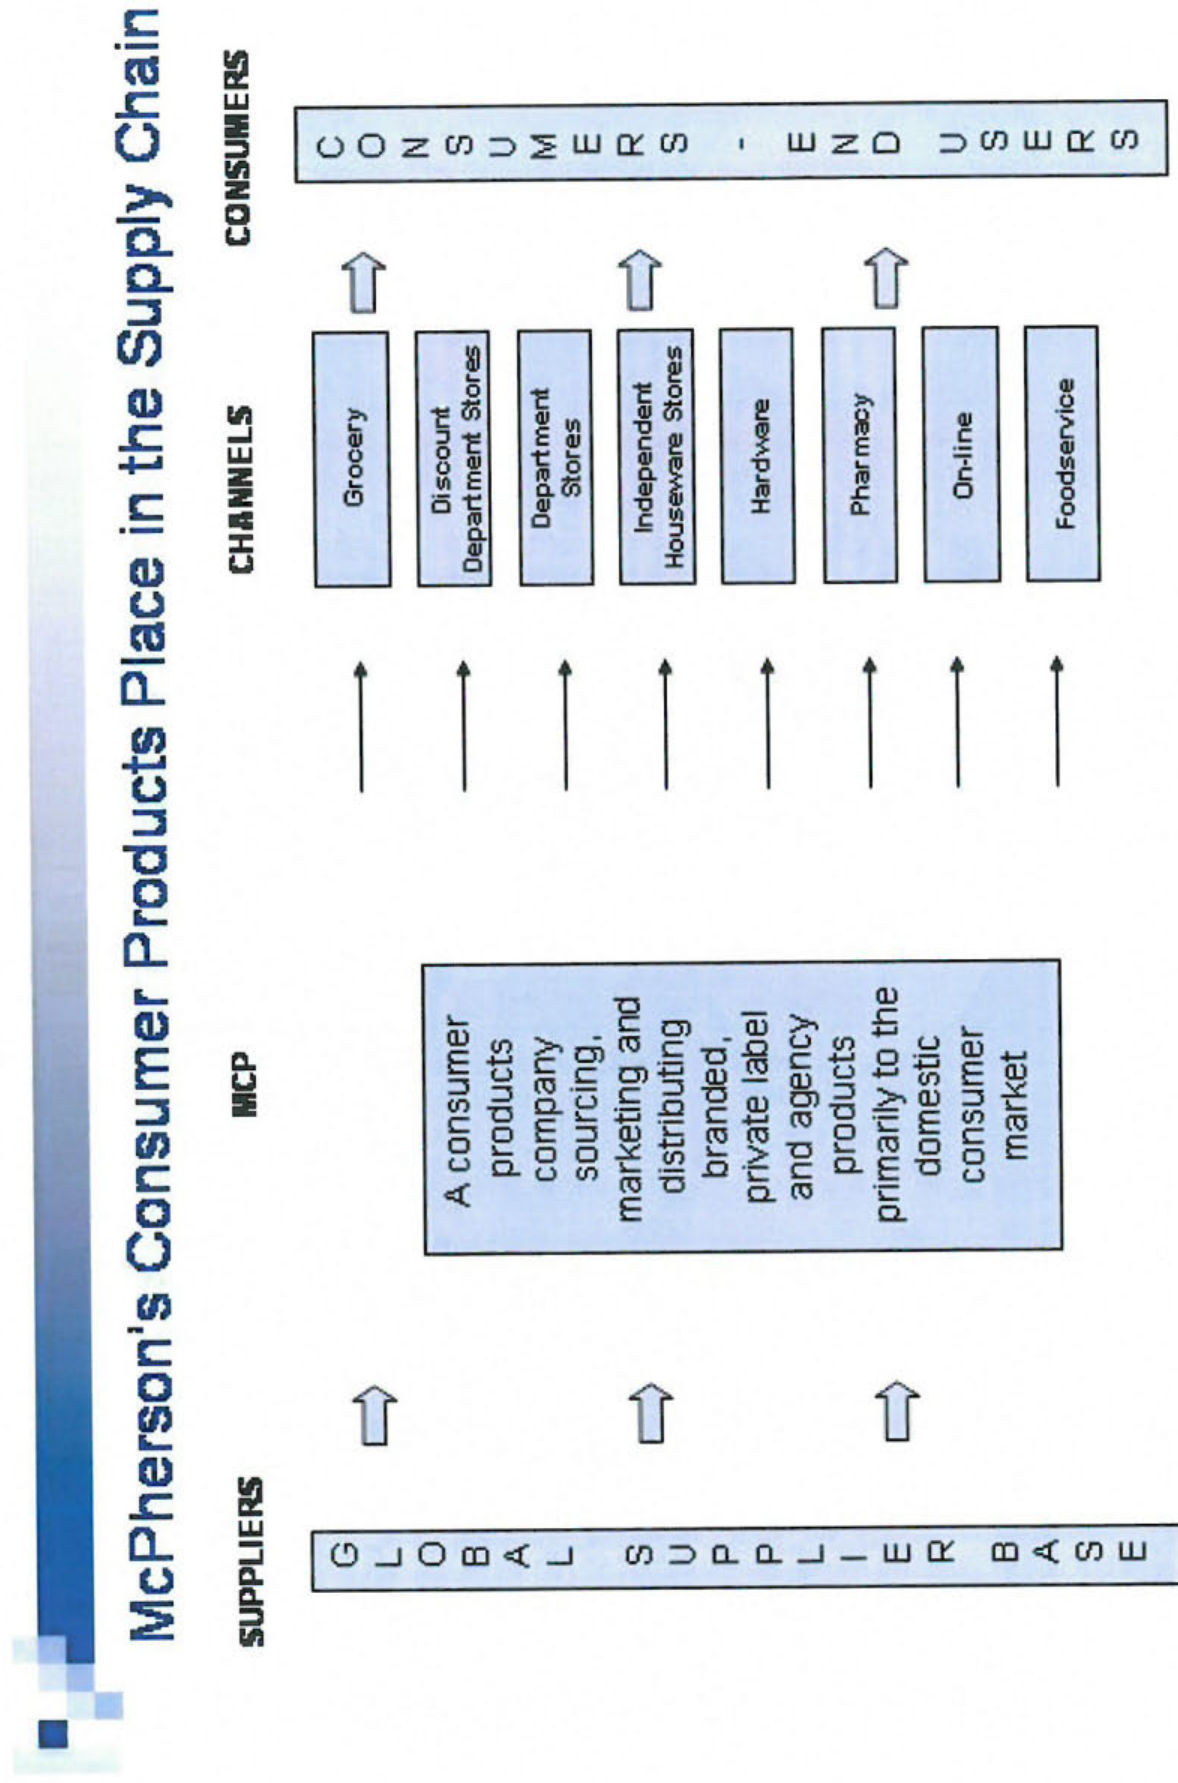 McPherson's Consumer Products Place in the Supply Chain
SUPPLIERS
MCP
CHANNELS
CONSUMERS
GLOBAL SUPPLIER BASE
A consumer
products
company
sourcing,
marketing and
distributing
branded,
private label
and agency
products
primarily to the
domestic
consumer
market
Grocery
Discount
Department Stores
Department
Stores
Independent
Houseware Stores
Hardware
Pharmacy
On-line
Foodservice
CONSUMERS - END USERS